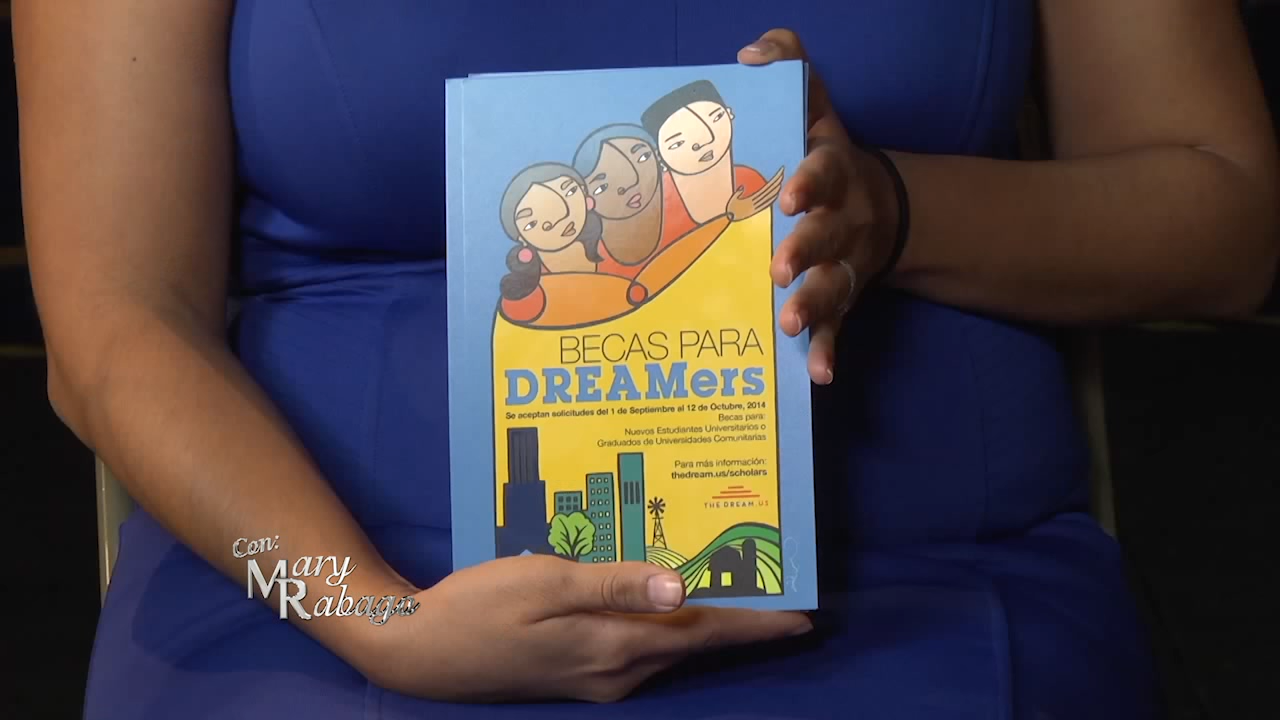 BECAS PARA
DREAMers
Se aceptan solicitudes del 1 de Septiembre al 12 de Octubre, 2014
Becas para:
Nuevos Estudiantes Universitarios o
Graduados de Universidades Comunitarias
Para más información:
thedream.us/scholars
THE DREAM.US
Con:
Mary
Rabago